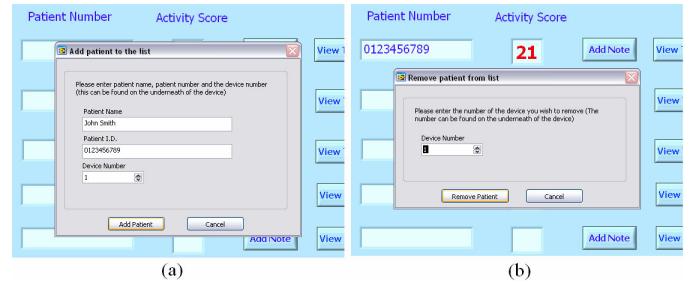 Patient Number Activity Score
Add patient to the list
View
Please enter patient name, patient number and the device number
(this can be found on the underneath of the device)
Patient Name
John Smith
View
Patient I.D.
0123456789
View
Device Number
1
View
Add Patient Cancel
Add Note View
(a)
Patient Number Activity Score
0123456789 21 Add Note View
Remove patient from list
Please enter the number of the device you wish to remove (The
number can be found on the underneath of the device)
View
Device Number
1
View
Remove Patient Cancel
View
Add Note View
(b)